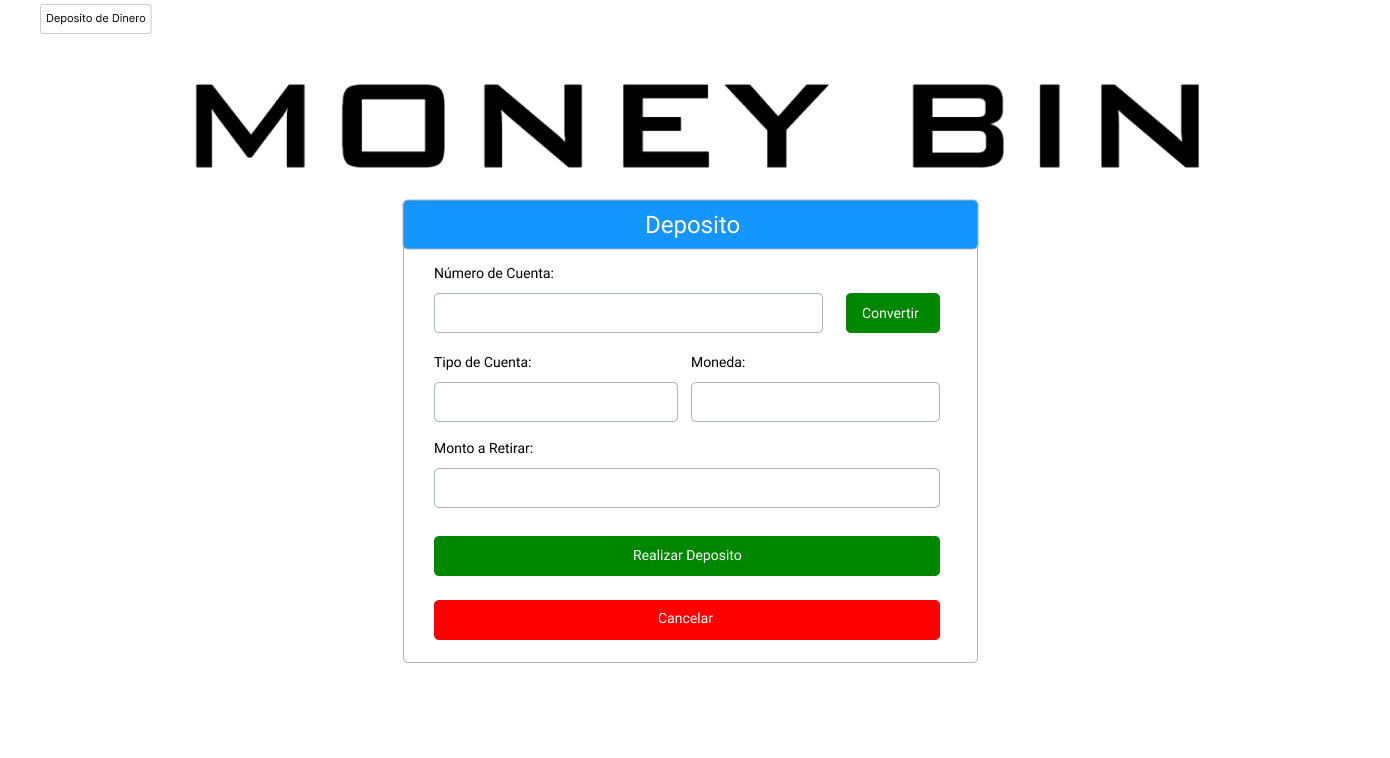 Deposito de Dinero
MONEY BIN
Deposito
Número de Cuenta:
Convertir
Tipo de Cuenta:
Moneda:
Monto a Retirar:
Realizar Deposito
Cancelar